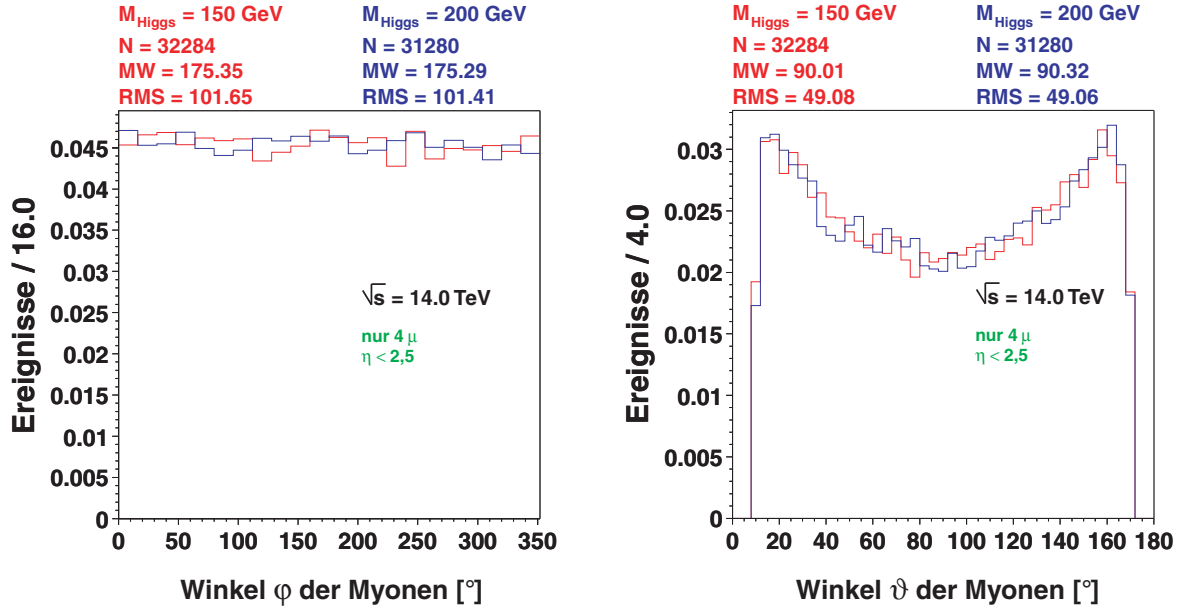 M_Higgs = 150 GeV
N = 32284
MW = 175.35
RMS = 101.65
M_Higgs = 200 GeV
N = 31280
MW = 175.29
RMS = 101.41
Ereignisse / 16.0
0.045
0.04
0.035
0.03
0.025
0.02
0.015
0.01
0.005
0
√s = 14.0 TeV
nur 4 μ
η < 2,5
0 50 100 150 200 250 300 350
Winkel φ der Myonen [°]
M_Higgs = 150 GeV
N = 32284
MW = 90.01
RMS = 49.08
M_Higgs = 200 GeV
N = 31280
MW = 90.32
RMS = 49.06
Ereignisse / 4.0
0.03
0.025
0.02
0.015
0.01
0.005
0
√s = 14.0 TeV
nur 4 μ
η < 2,5
0 20 40 60 80 100 120 140 160 180
Winkel ϑ der Myonen [°]